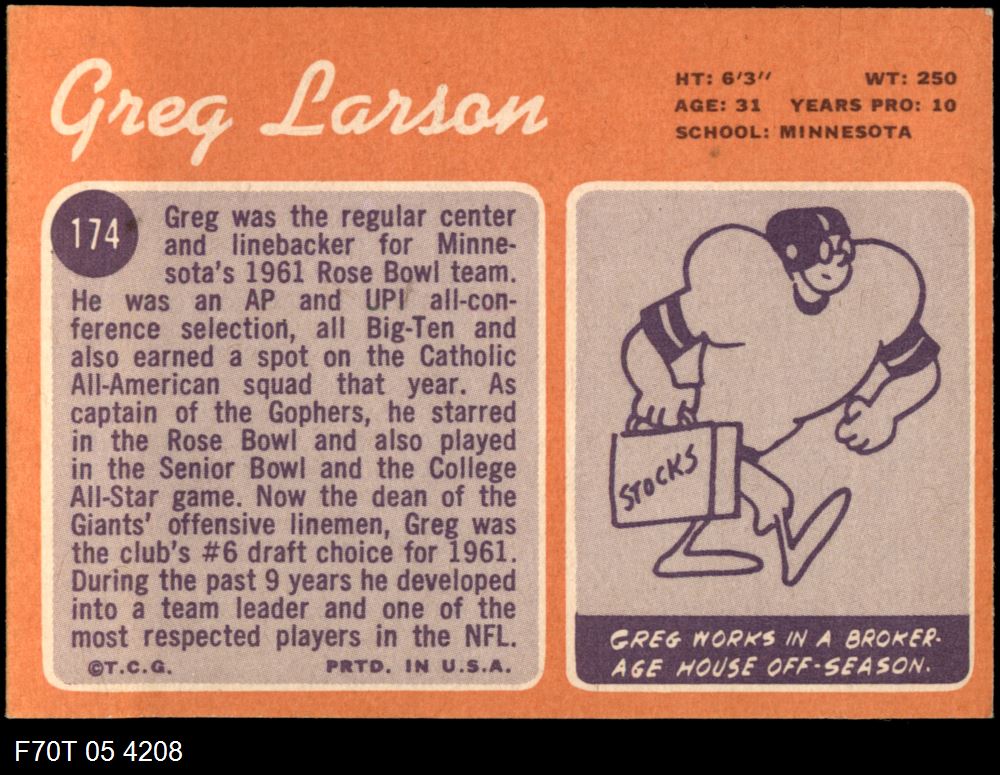 Greg Larson
HT: 6'3" WT: 250
AGE: 31 YEARS PRO: 10
SCHOOL: MINNESOTA
174
Greg was the regular center
and linebacker for Minne-
sota's 1961 Rose Bowl team.
He was an AP and UPI all-con-
ference selection, all Big-Ten and
also earned a spot on the Catholic
All-American squad that year. As
captain of the Gophers, he starred
in the Rose Bowl and also played
in the Senior Bowl and the College
All-Star game. Now the dean of the
Giants' offensive linemen, Greg was
the club's #6 draft choice for 1961.
During the past 9 years he developed
into a team leader and one of the
most respected players in the NFL.
©T.C.G. PRTD. IN U.S.A.
STOCKS
GREG WORKS IN A BROKER-
AGE HOUSE OFF-SEASON.
F70T 05 4208